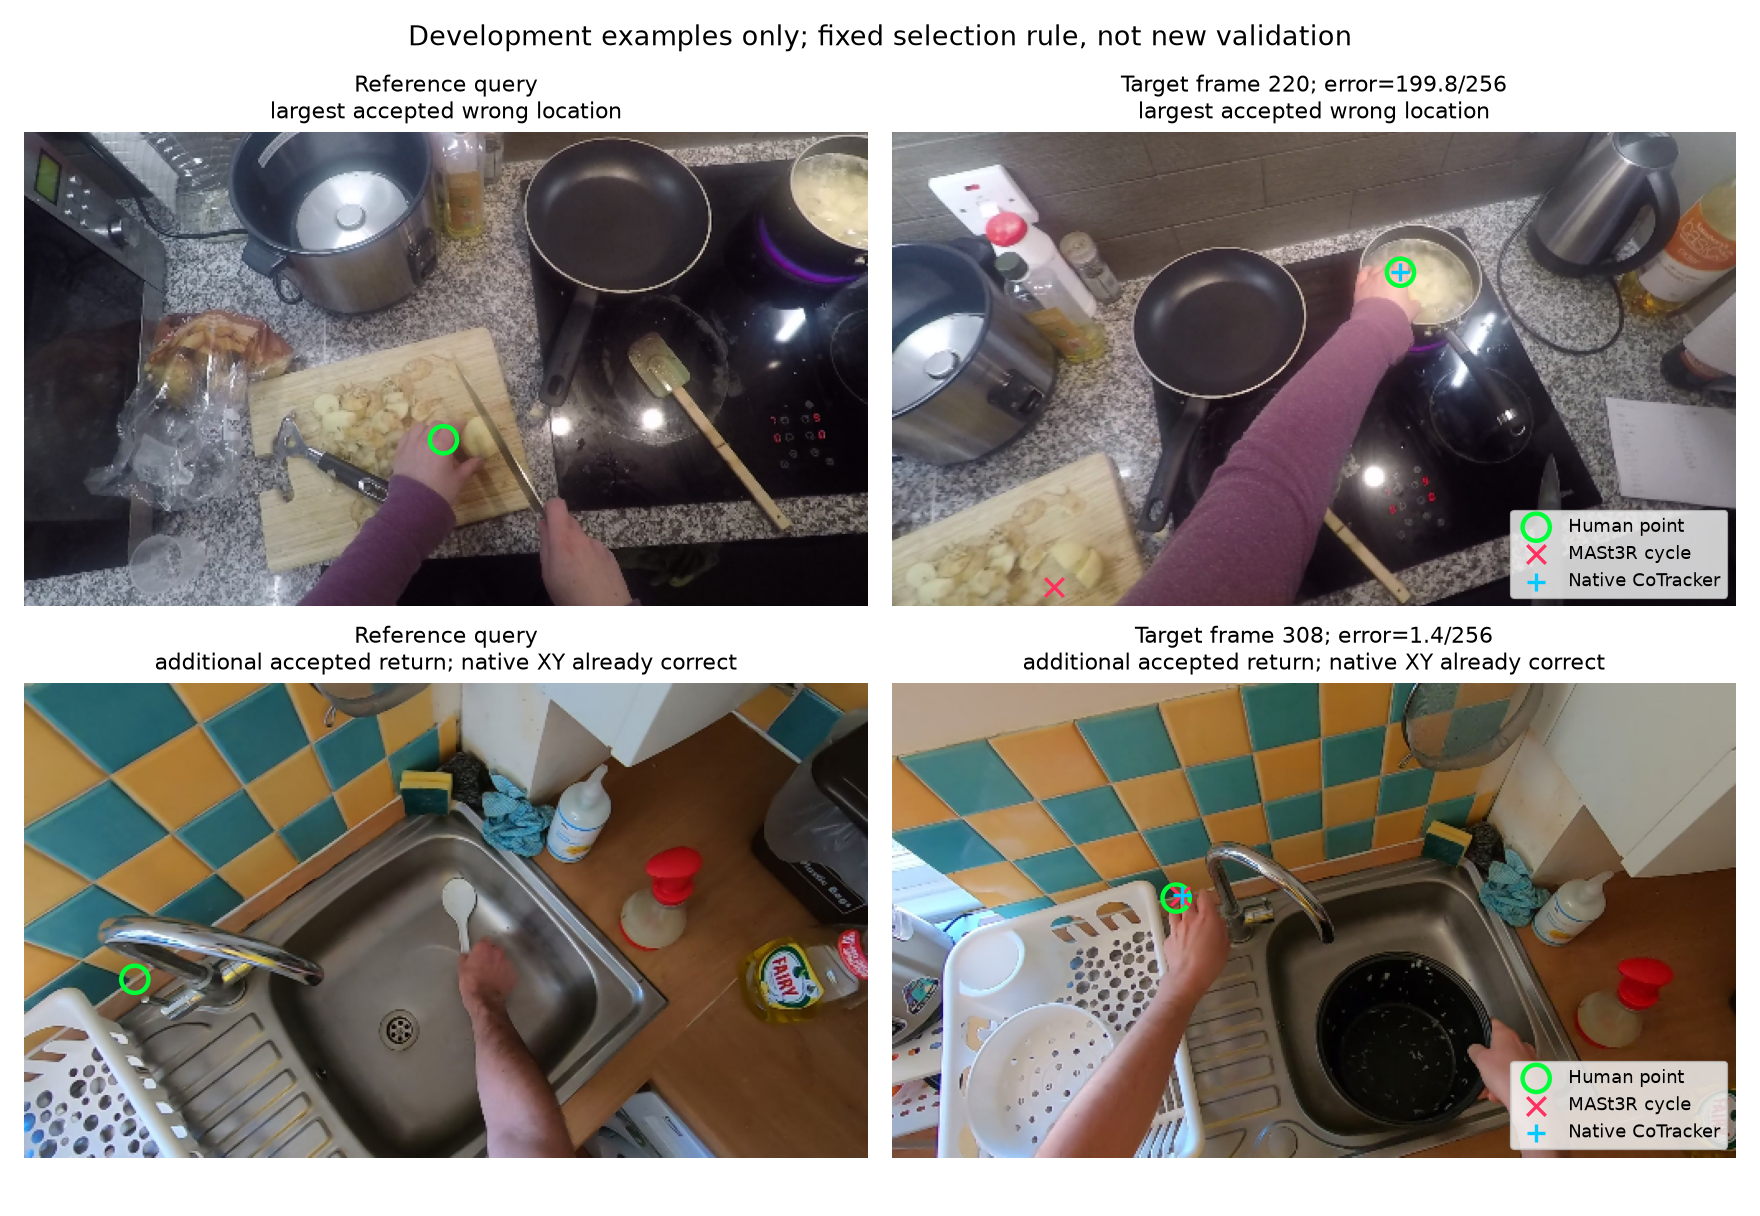 Development examples only; fixed selection rule, not new validation
Reference query
largest accepted wrong location
Target frame 220; error=199.8/256
largest accepted wrong location
Human point
MASt3R cycle
Native CoTracker
Reference query
additional accepted return; native XY already correct
Target frame 308; error=1.4/256
additional accepted return; native XY already correct
Plastic Bags
FAIRY
Human point
MASt3R cycle
Native CoTracker